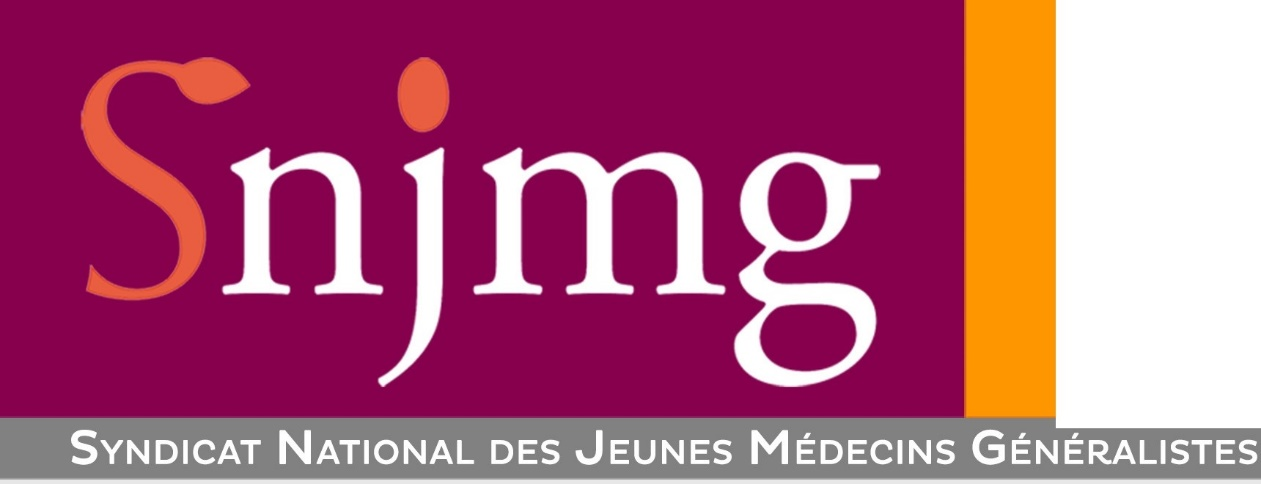 Snjmg
Syndicat National des Jeunes Médecins Généralistes